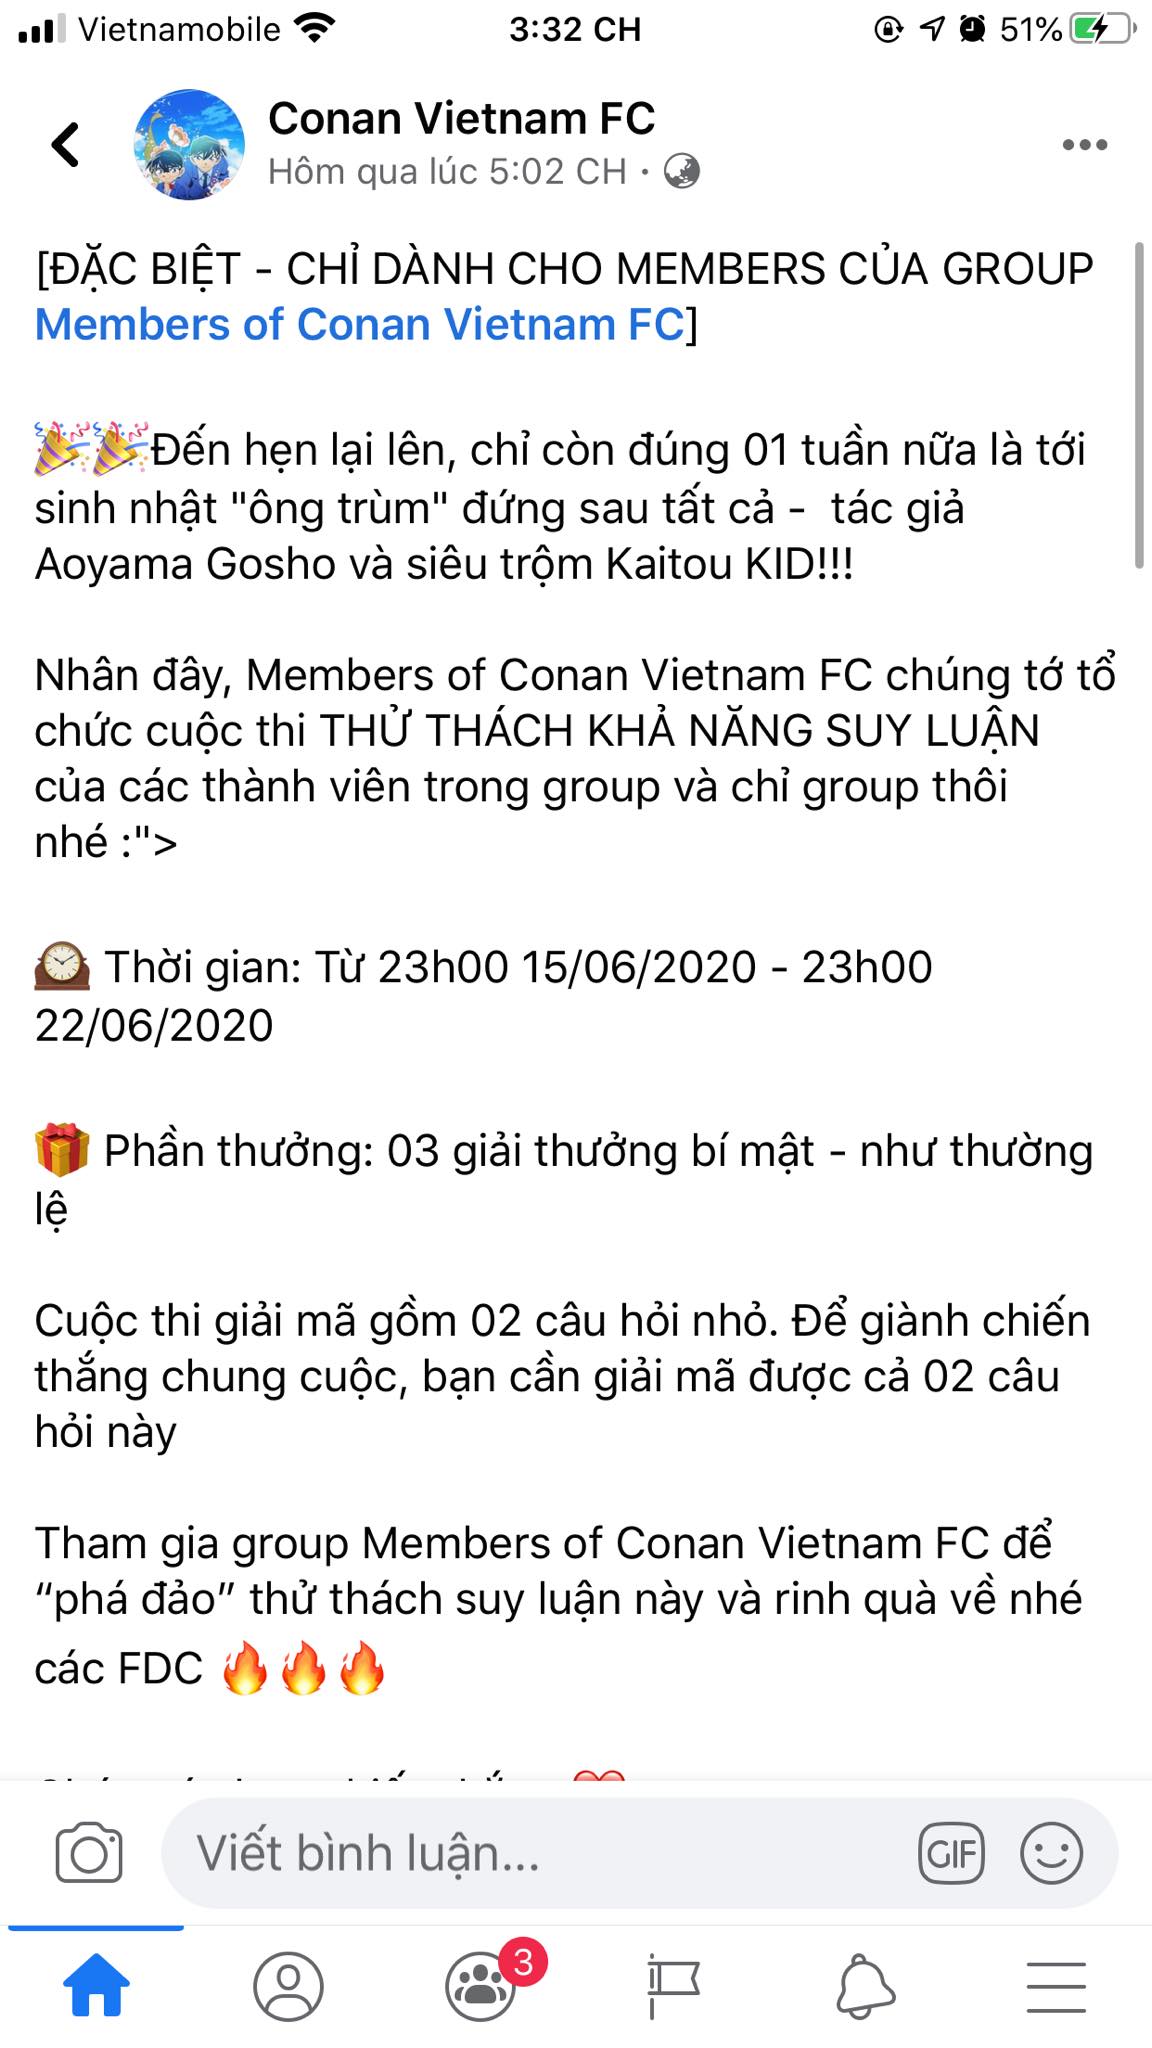 Vietnamobile 3:32 CH 51%
Conan Vietnam FC
Hôm qua lúc 5:02 CH ·
[ĐẶC BIỆT - CHỈ DÀNH CHO MEMBERS CỦA GROUP
Members of Conan Vietnam FC]
🎉🎉Đến hẹn lại lên, chỉ còn đúng 01 tuần nữa là tới
sinh nhật "ông trùm" đứng sau tất cả -  tác giả
Aoyama Gosho và siêu trộm Kaitou KID!!!
Nhân đây, Members of Conan Vietnam FC chúng tớ tổ
chức cuộc thi THỬ THÁCH KHẢ NĂNG SUY LUẬN
của các thành viên trong group và chỉ group thôi
nhé :">
🕰 Thời gian: Từ 23h00 15/06/2020 - 23h00
22/06/2020
🎁 Phần thưởng: 03 giải thưởng bí mật - như thường
lệ
Cuộc thi giải mã gồm 02 câu hỏi nhỏ. Để giành chiến
thắng chung cuộc, bạn cần giải mã được cả 02 câu
hỏi này
Tham gia group Members of Conan Vietnam FC để
“phá đảo” thử thách suy luận này và rinh quà về nhé
các FDC 🔥🔥🔥
Viết bình luận...
GIF
3